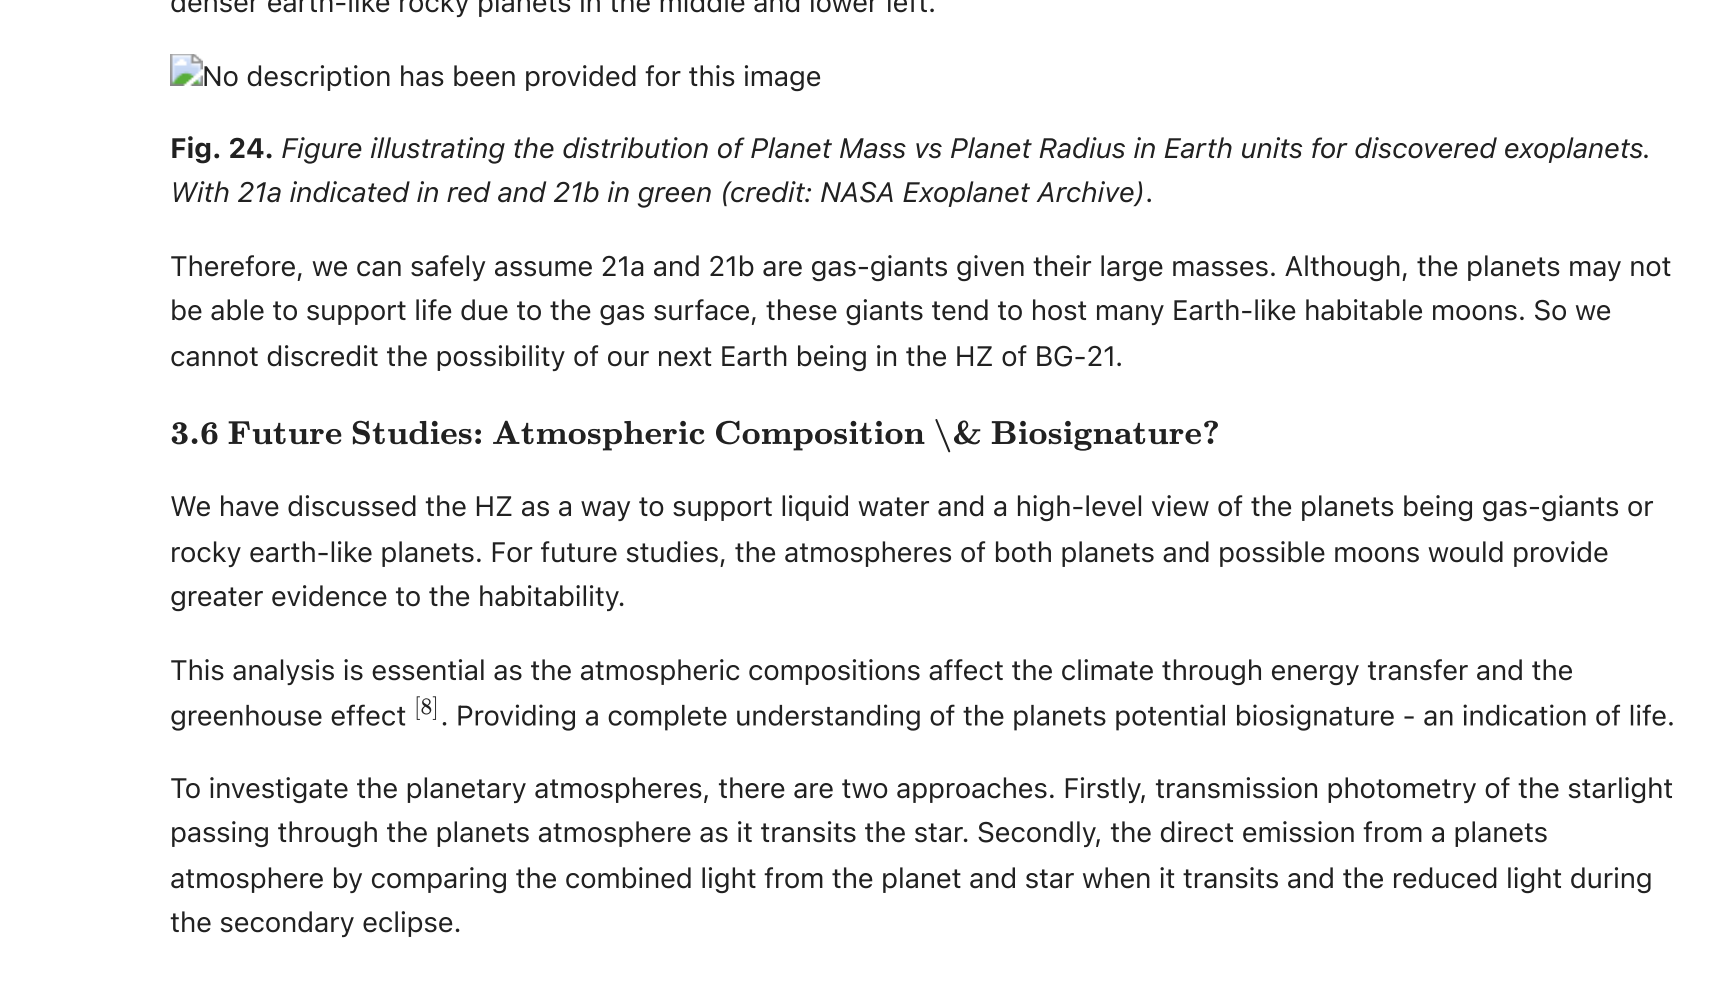 denser earth-like rocky planets in the middle and lower left.
No description has been provided for this image
Fig. 24. Figure illustrating the distribution of Planet Mass vs Planet Radius in Earth units for discovered exoplanets.
With 21a indicated in red and 21b in green (credit: NASA Exoplanet Archive).
Therefore, we can safely assume 21a and 21b are gas-giants given their large masses. Although, the planets may not
be able to support life due to the gas surface, these giants tend to host many Earth-like habitable moons. So we
cannot discredit the possibility of our next Earth being in the HZ of BG-21.
3.6 Future Studies: Atmospheric Composition \& Biosignature?
We have discussed the HZ as a way to support liquid water and a high-level view of the planets being gas-giants or
rocky earth-like planets. For future studies, the atmospheres of both planets and possible moons would provide
greater evidence to the habitability.
This analysis is essential as the atmospheric compositions affect the climate through energy transfer and the
greenhouse effect [8]. Providing a complete understanding of the planets potential biosignature - an indication of life.
To investigate the planetary atmospheres, there are two approaches. Firstly, transmission photometry of the starlight
passing through the planets atmosphere as it transits the star. Secondly, the direct emission from a planets
atmosphere by comparing the combined light from the planet and star when it transits and the reduced light during
the secondary eclipse.